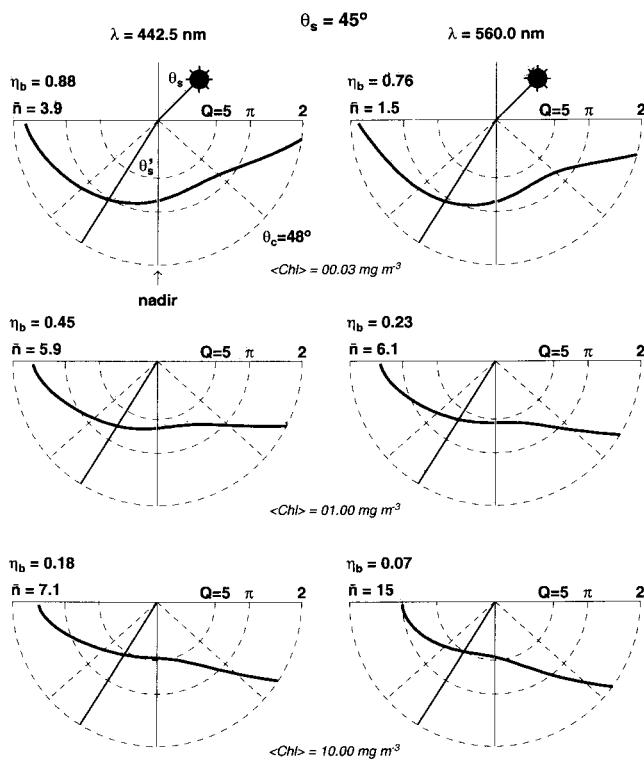 θs = 45°
λ = 442.5 nm
λ = 560.0 nm
ηb = 0.88
n̄ = 3.9
θs
Q=5 π 2
θ's
θc=48°
nadir
ηb = 0.76
n̄ = 1.5
Q=5 π 2
<Chl> = 00.03 mg m-3
ηb = 0.45
n̄ = 5.9
Q=5 π 2
ηb = 0.23
n̄ = 6.1
Q=5 π 2
<Chl> = 01.00 mg m-3
ηb = 0.18
n̄ = 7.1
Q=5 π 2
ηb = 0.07
n̄ = 15
Q=5 π 2
<Chl> = 10.00 mg m-3